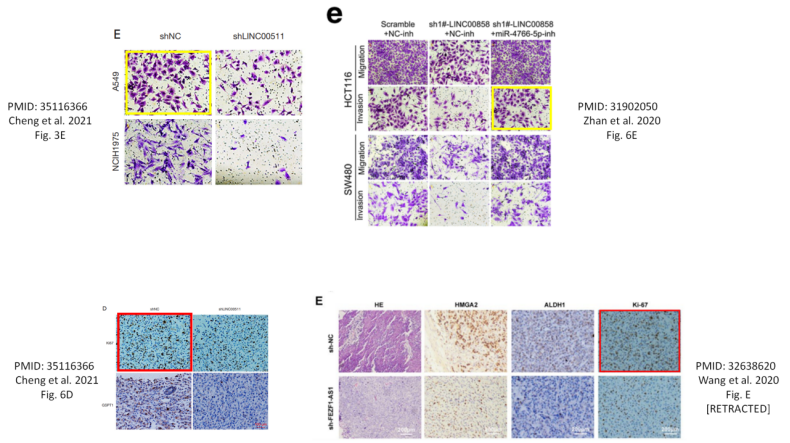 E
shNC shLINC00511
A549
NCIH1975
PMID: 35116366
Cheng et al. 2021
Fig. 3E
e
Scramble +NC-inh
sh1#-LINC00858 +NC-inh
sh1#-LINC00858 +miR-4766-5p-inh
HCT116
Migration
Invasion
SW480
Migration
Invasion
PMID: 31902050
Zhan et al. 2020
Fig. 6E
D
shNC shLINC00511
Ki67
PMID: 35116366
Cheng et al. 2021
Fig. 6D
E
HE HMGA2 ALDH1 Ki-67
sh-NC
sh-FEZF1-AS1
PMID: 32638620
Wang et al. 2020
Fig. E
[RETRACTED]